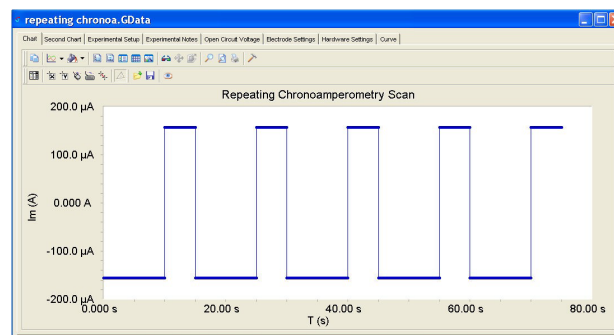 repeating chronoa.GData
Chart Second Chart Experimental Setup Experimental Notes Open Circuit Voltage Electrode Settings Hardware Settings Curve
Repeating Chronoamperometry Scan
200.0 µA
100.0 µA
0.000 A
-100.0 µA
-200.0 µA
Im (A)
0.000 s 20.00 s 40.00 s 60.00 s 80.00 s
T (s)